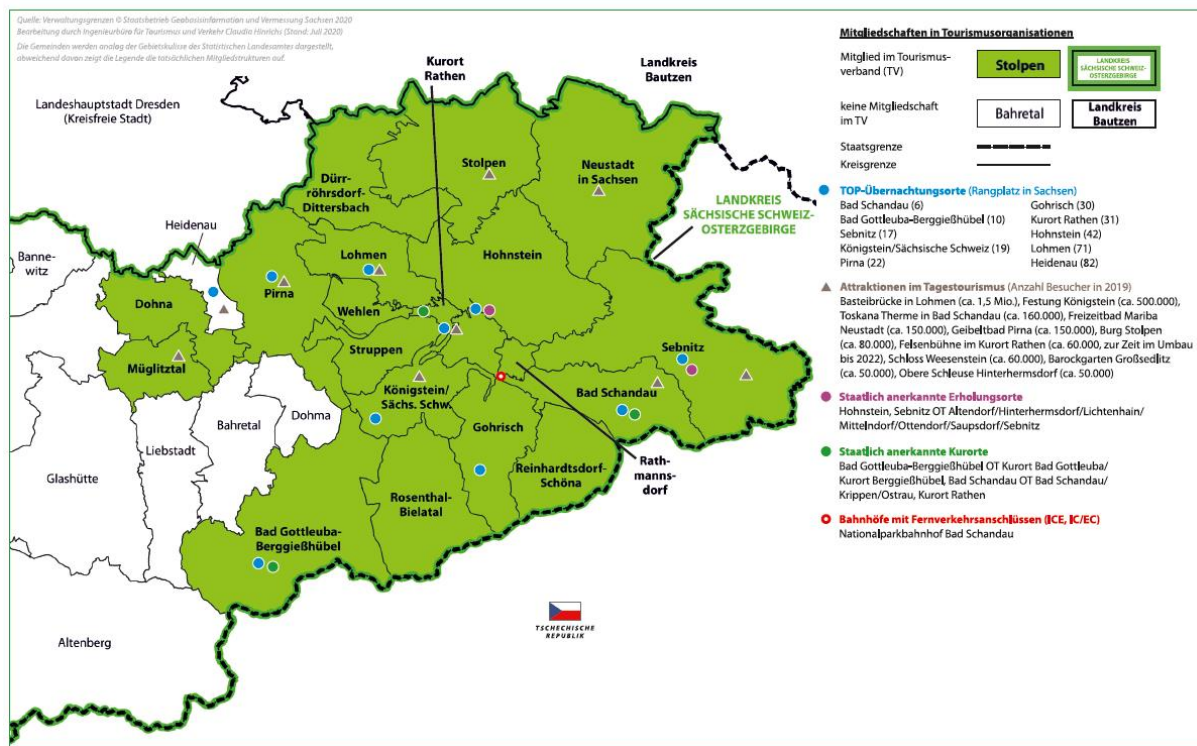 Quelle: Verwaltungsgrenzen © Staatsbetrieb Geobasisinformation und Vermessung Sachsen 2020
Bearbeitung durch Ingenieurbüro für Tourismus und Verkehr Claudia Hinrichs (Stand: Juli 2020)
Die Gemeinden werden analog der Gebietskulisse des Statistischen Landesamtes dargestellt,
abweichend davon zeigt die Legende die tatsächlichen Mitgliedstrukturen auf.
Landeshauptstadt Dresden
(Kreisfreie Stadt)
Kurort
Rathen
Landkreis
Bautzen
Stolpen
Neustadt
in Sachsen
Dürr-
röhrsdorf-
Dittersbach
LANDKREIS
SÄCHSISCHE SCHWEIZ-
OSTERZGEBIRGE
Heidenau
Banne-
witz
Lohmen
Hohnstein
Pirna
Dohna
Wehlen
Struppen
Sebnitz
Müglitztal
Königstein/
Sächs. Schw.
Bad Schandau
Dohma
Bahretal
Gohrisch
Liebstadt
Glashütte
Reinhardtsdorf-
Schöna
Rath-
mannsdorf
Rosenthal-
Bielatal
Bad Gottleuba-
Berggießhübel
Altenberg
TSCHECHISCHE
REPUBLIK
Mitgliedschaften in Tourismusorganisationen
Mitglied im Tourismus-
verband (TV)
Stolpen
LANDKREIS
SÄCHSISCHE SCHWEIZ-
OSTERZGEBIRGE
keine Mitgliedschaft
im TV
Bahretal
Landkreis
Bautzen
Staatsgrenze
Kreisgrenze
TOP-Übernachtungsorte (Rangplatz in Sachsen)
Bad Schandau (6) Gohrisch (30)
Bad Gottleuba-Berggießhübel (10) Kurort Rathen (31)
Sebnitz (17) Hohnstein (42)
Königstein/Sächsische Schweiz (19) Lohmen (71)
Pirna (22) Heidenau (82)
Attraktionen im Tagestourismus (Anzahl Besucher in 2019)
Basteibrücke in Lohmen (ca. 1,5 Mio.), Festung Königstein (ca. 500.000),
Toskana Therme in Bad Schandau (ca. 160.000), Freizeitbad Mariba
Neustadt (ca. 150.000), Geibeltbad Pirna (ca. 150.000), Burg Stolpen
(ca. 80.000), Felsenbühne im Kurort Rathen (ca. 60.000, zur Zeit im Umbau
bis 2022), Schloss Weesenstein (ca. 60.000), Barockgarten Großsedlitz
(ca. 50.000), Obere Schleuse Hinterhermsdorf (ca. 50.000)
Staatlich anerkannte Erholungsorte
Hohnstein, Sebnitz OT Altendorf/Hinterhermsdorf/Lichtenhain/
Mittelndorf/Ottendorf/Saupsdorf/Sebnitz
Staatlich anerkannte Kurorte
Bad Gottleuba-Berggießhübel OT Kurort Bad Gottleuba/
Kurort Berggießhübel, Bad Schandau OT Bad Schandau/
Krippen/Ostrau, Kurort Rathen
Bahnhöfe mit Fernverkehrsanschlüssen (ICE, IC/EC)
Nationalparkbahnhof Bad Schandau